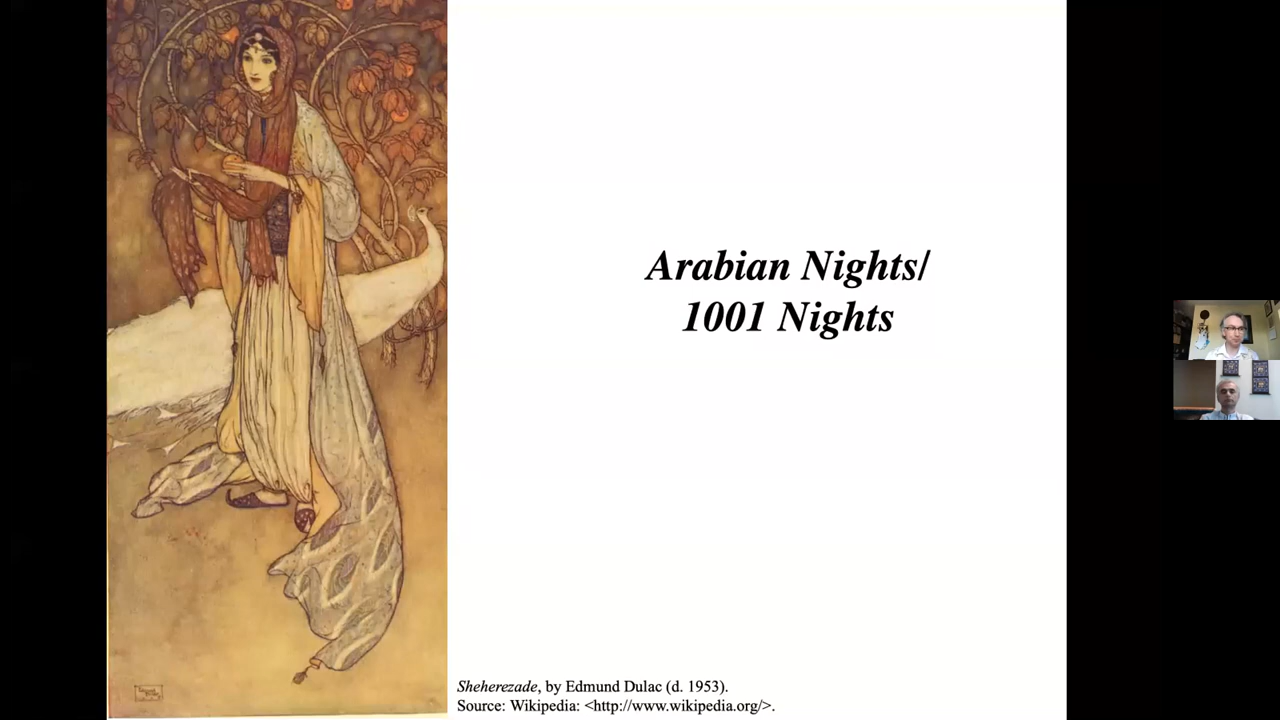 Arabian Nights/
1001 Nights
Sheherezade, by Edmund Dulac (d. 1953).
Source: Wikipedia: <http://www.wikipedia.org/>.